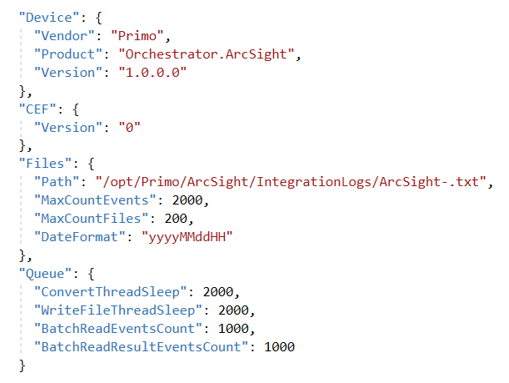 "Device": {
"Vendor": "Primo",
"Product": "Orchestrator.ArcSight",
"Version": "1.0.0.0"
},
"CEF": {
"Version": "0"
},
"Files": {
"Path": "/opt/Primo/ArcSight/IntegrationLogs/ArcSight-.txt",
"MaxCountEvents": 2000,
"MaxCountFiles": 200,
"DateFormat": "yyyyMMddHH"
},
"Queue": {
"ConvertThreadSleep": 2000,
"WriteFileThreadSleep": 2000,
"BatchReadEventsCount": 1000,
"BatchReadResultEventsCount": 1000
}